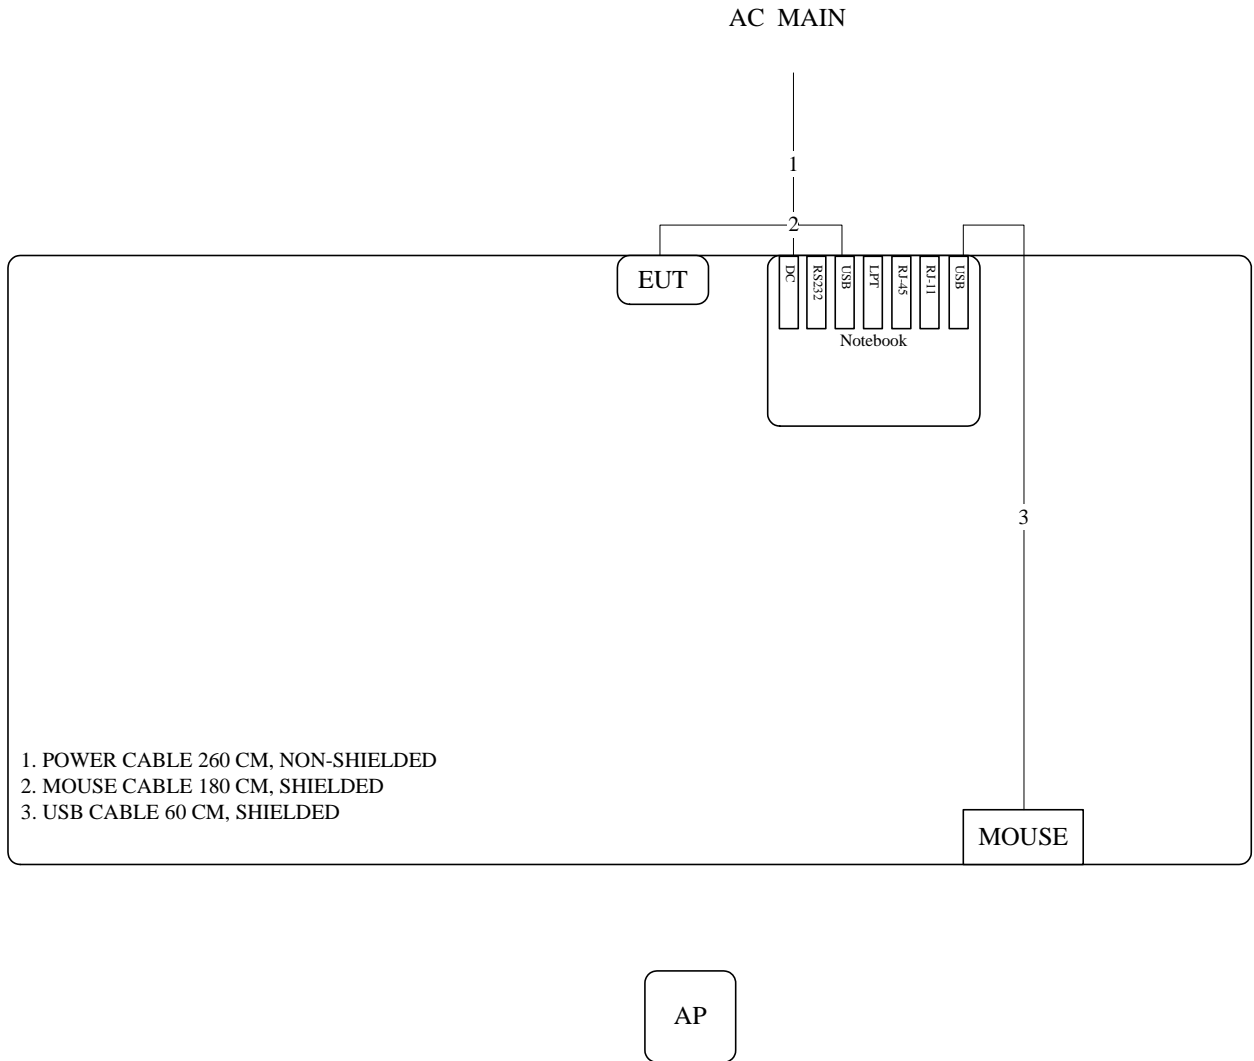 AC MAIN
1
2
EUT
DC
RS232
USB
LPT
RJ-45
RJ-11
USB
Notebook
3
1. POWER CABLE 260 CM, NON-SHIELDED
2. MOUSE CABLE 180 CM, SHIELDED
3. USB CABLE 60 CM, SHIELDED
MOUSE
AP